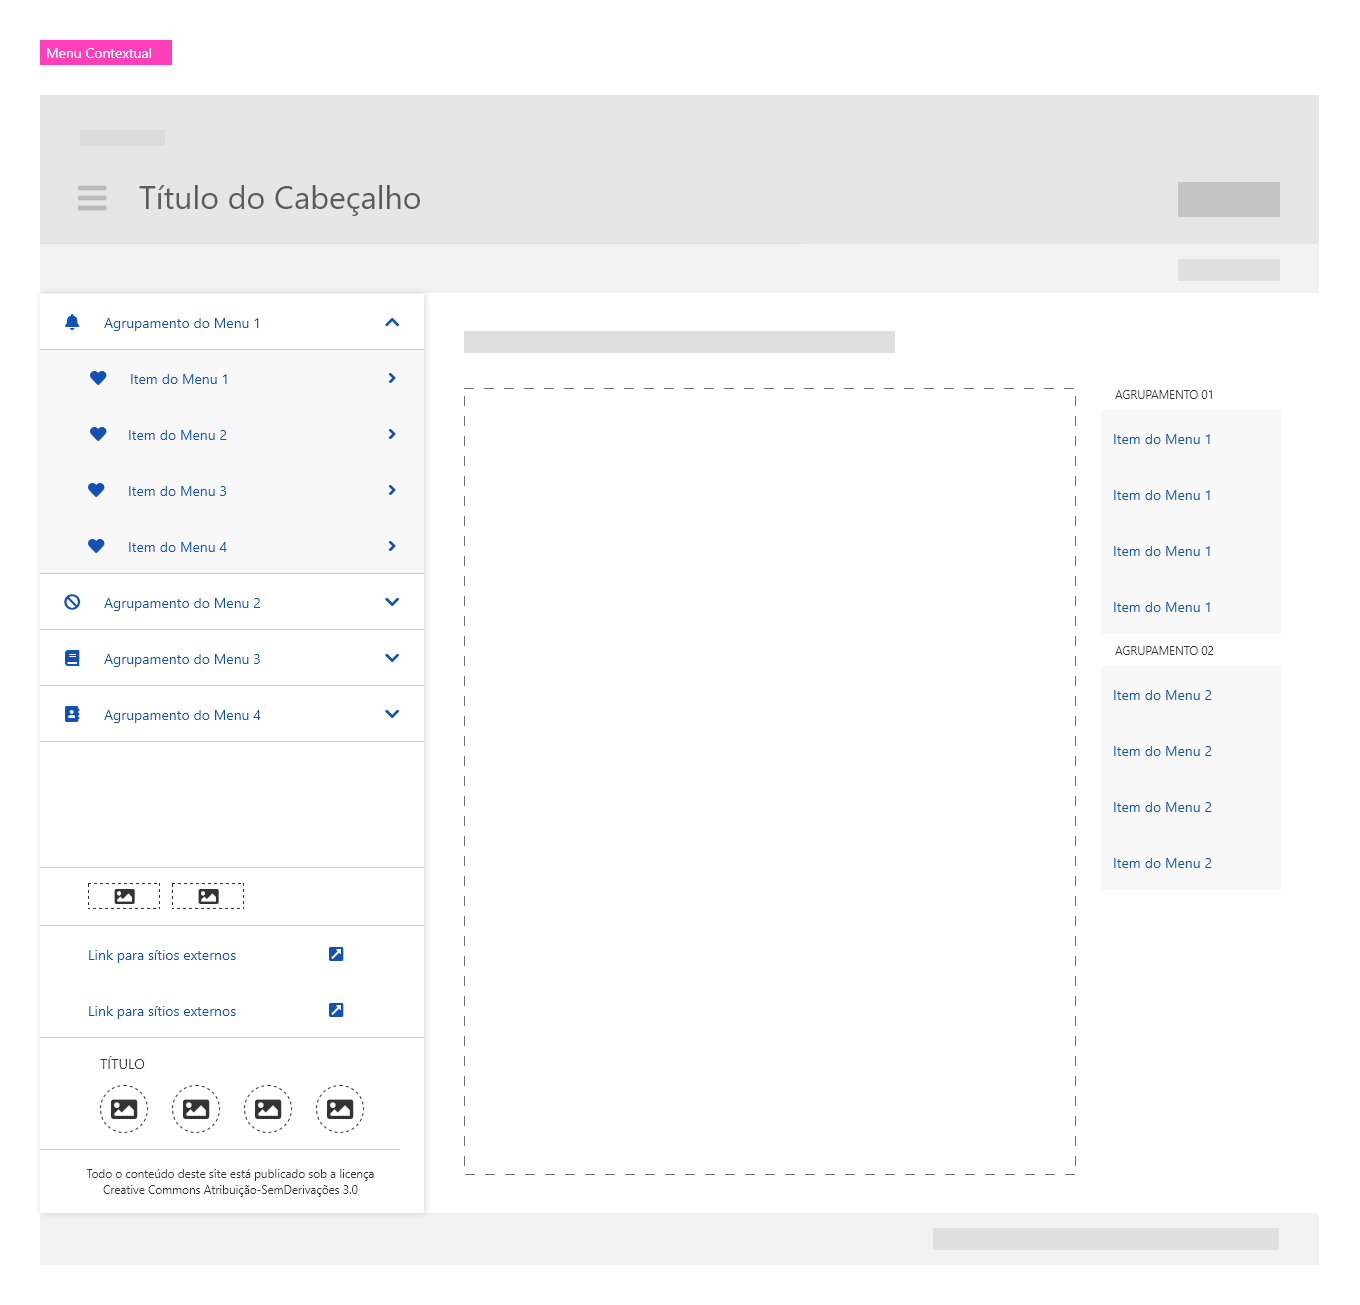 Menu Contextual
Título do Cabeçalho
Agrupamento do Menu 1
Item do Menu 1
Item do Menu 2
Item do Menu 3
Item do Menu 4
Agrupamento do Menu 2
Agrupamento do Menu 3
Agrupamento do Menu 4
Link para sítios externos
Link para sítios externos
TÍTULO
Todo o conteúdo deste site está publicado sob a licença
Creative Commons Atribuição-SemDerivações 3.0
AGRUPAMENTO 01
Item do Menu 1
Item do Menu 1
Item do Menu 1
Item do Menu 1
AGRUPAMENTO 02
Item do Menu 2
Item do Menu 2
Item do Menu 2
Item do Menu 2